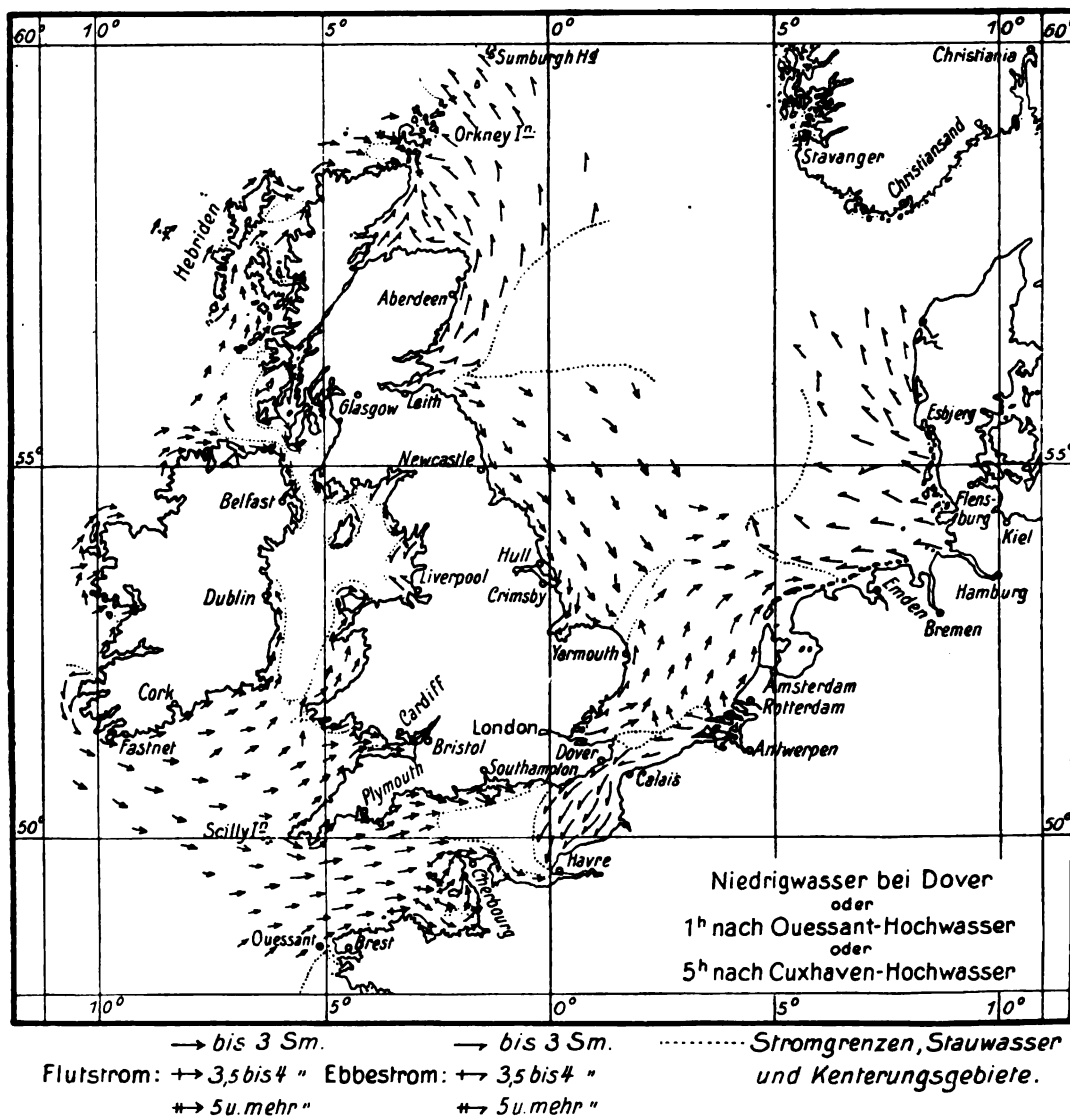 10° 5° 0° 5° 10°
60° 60°
Sumburgh Hd
Christiania
Orkney In
Stavanger
Christiansand
Hebriden
Aberdeen
Glasgow
Leith
Esbjerg
55° 55°
Newcastle
Belfast
Flens-
burg
Kiel
Hull
Crimsby
Liverpool
Dublin
Hamburg
Emden
Bremen
Yarmouth
Cork
Cardiff
Amsterdam
Rotterdam
Fastnet
Bristol
London
Dover
Antwerpen
Southampton
Calais
Plymouth
Scilly In
50° 50°
Havre
Cherbourg
Ouessant
Brest
Niedrigwasser bei Dover
oder
1h nach Ouessant-Hochwasser
oder
5h nach Cuxhaven-Hochwasser
10° 5° 0° 5° 10°
bis 3 Sm. bis 3 Sm. Stromgrenzen, Stauwasser
Flutstrom: 3,5 bis 4 " Ebbestrom: 3,5 bis 4 " und Kenterungsgebiete.
5 u. mehr " 5 u. mehr "